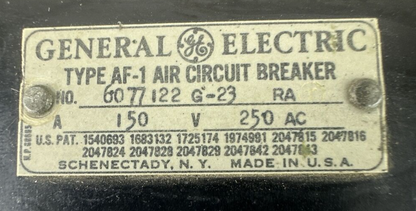 GENERAL GE ELECTRIC
TYPE AF-1 AIR CIRCUIT BREAKER
NO. 6077122 G-23 RA
A 150 V 250 AC
U.S. PAT. 1540693 1683132 1725174 1974991 2047815 2047816
2047824 2047828 2047829 2047842 2047843
SCHENECTADY, N. Y. MADE IN U. S. A.